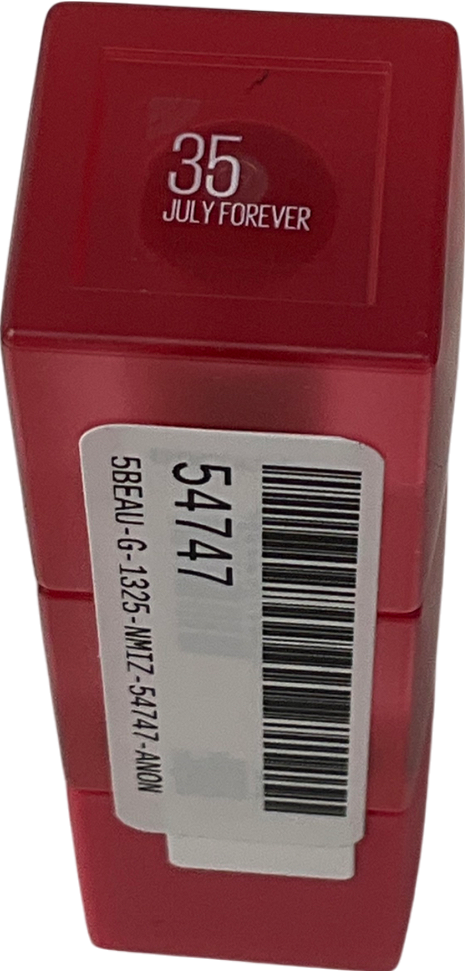 35
JULY FOREVER
54747
5BEAU-G-1325-NMIZ-54747-ANON